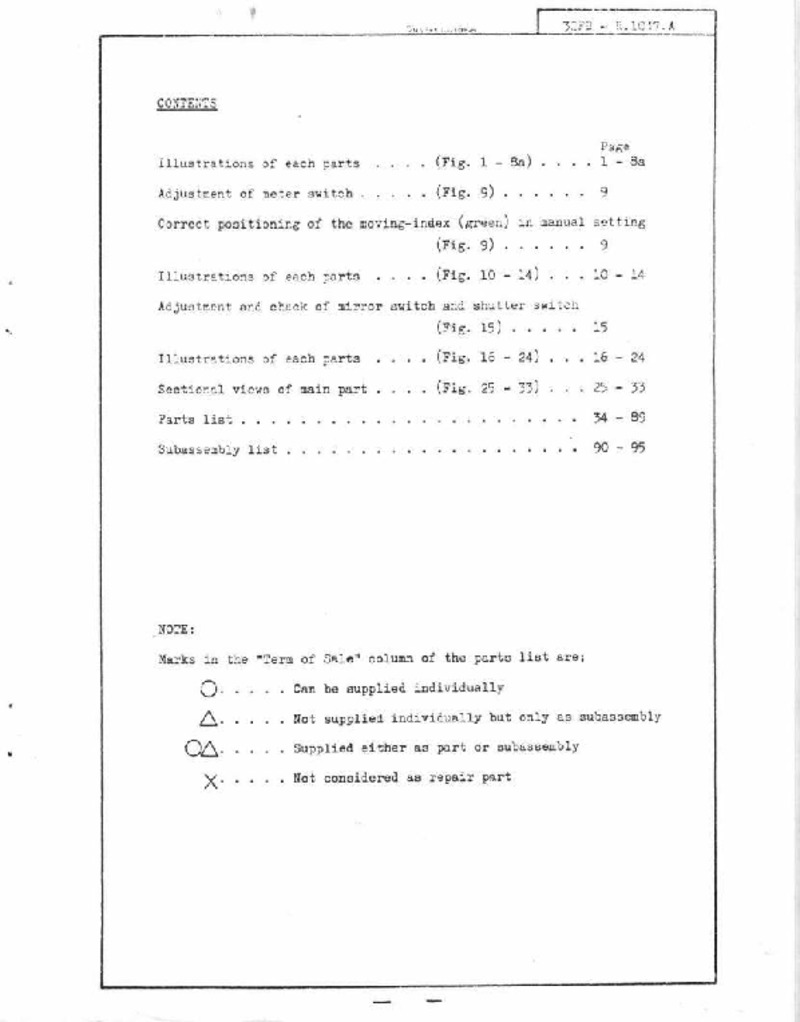 CONTENTS
Page
Illustrations of each parts . . . . (Fig. 1 - 8a) . . . . 1 - 8a
Adjustment of meter switch . . . . . (Fig. 9) . . . . . . 9
Correct positioning of the moving-index (green) in manual setting
(Fig. 9) . . . . . . 9
Illustrations of each parts . . . . (Fig. 10 - 14) . . . 10 - 14
Adjustment and check of mirror switch and shutter switch
(Fig. 15) . . . . . 15
Illustrations of each parts . . . . (Fig. 16 - 24) . . . 16 - 24
Sectional views of main part . . . . (Fig. 25 - 33) . . . 25 - 33
Parts list . . . . . . . . . . . . . . . . . . . . . . . 34 - 89
Subassembly list . . . . . . . . . . . . . . . . . . . . 90 - 95
NOTE:
Marks in the "Term of Sale" column of the parts list are;
○. . . . . Can be supplied individually
△. . . . . Not supplied individually but only as subassembly
○△. . . . . Supplied either as part or subassembly
X. . . . . Not considered as repair part